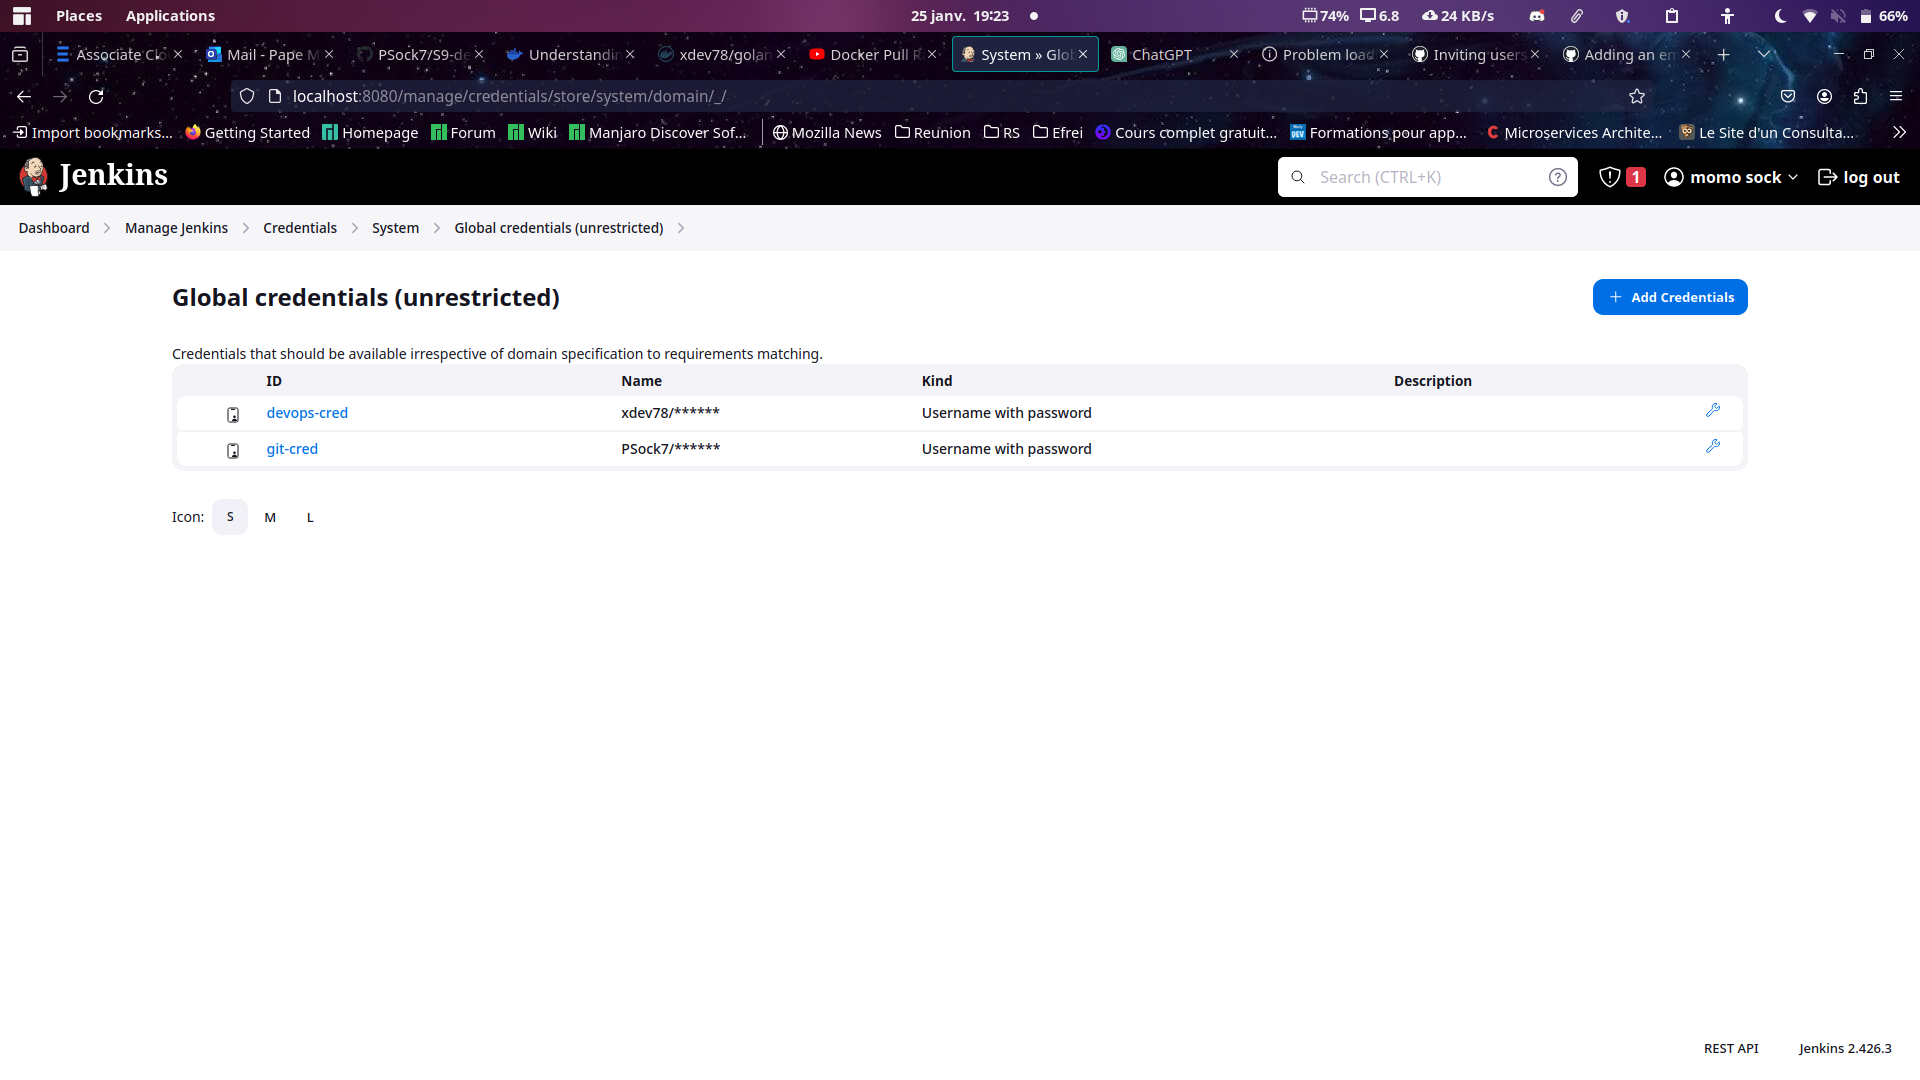 Places Applications 25 janv. 19:23 74% 6.8 24 KB/s 66%
Associate Clo Mail - Pape M PSock7/S9-de Understandin xdev78/golan Docker Pull R System » Glob ChatGPT Problem load Inviting users Adding an em
localhost:8080/manage/credentials/store/system/domain/_/
Import bookmarks... Getting Started Homepage Forum Wiki Manjaro Discover Sof... Mozilla News Reunion RS Efrei Cours complet gratuit... Formations pour app... Microservices Archite... Le Site d'un Consulta...
Jenkins Search (CTRL+K) 1 momo sock log out
Dashboard Manage Jenkins Credentials System Global credentials (unrestricted)
Global credentials (unrestricted) Add Credentials
Credentials that should be available irrespective of domain specification to requirements matching.
ID Name Kind Description
devops-cred xdev78/****** Username with password
git-cred PSock7/****** Username with password
Icon: S M L
REST API Jenkins 2.426.3